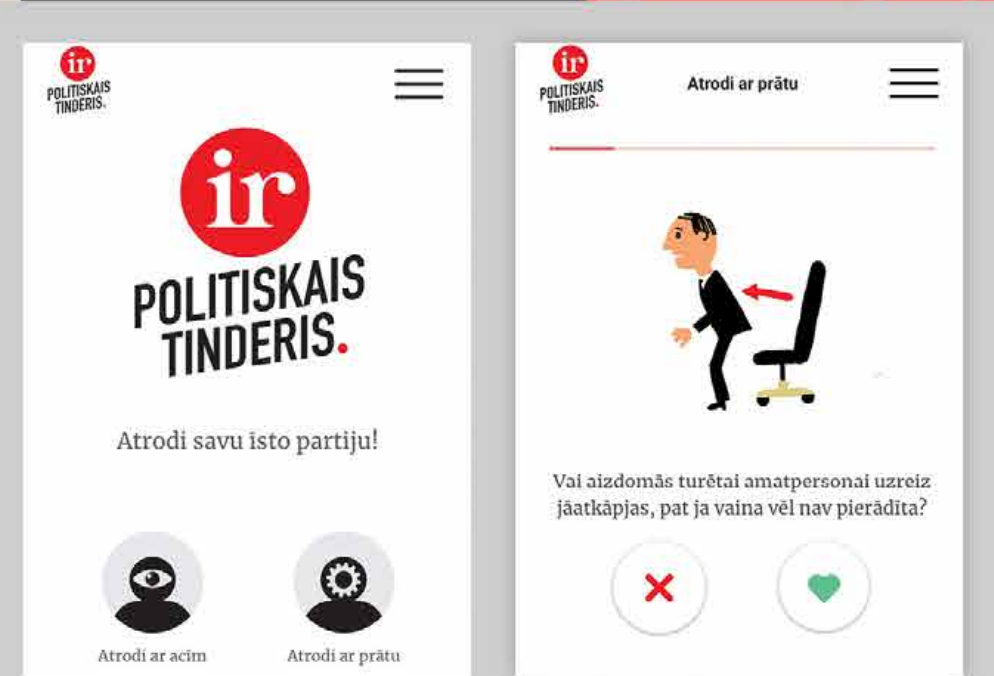 ir
POLITISKAIS
TINDERIS.
ir
POLITISKAIS
TINDERIS.
Atrodi savu īsto partiju!
Atrodi ar acīm
Atrodi ar prātu
ir
POLITISKAIS
TINDERIS.
Atrodi ar prātu
Vai aizdomās turētai amatpersonai uzreiz
jāatkāpjas, pat ja vaina vēl nav pierādīta?